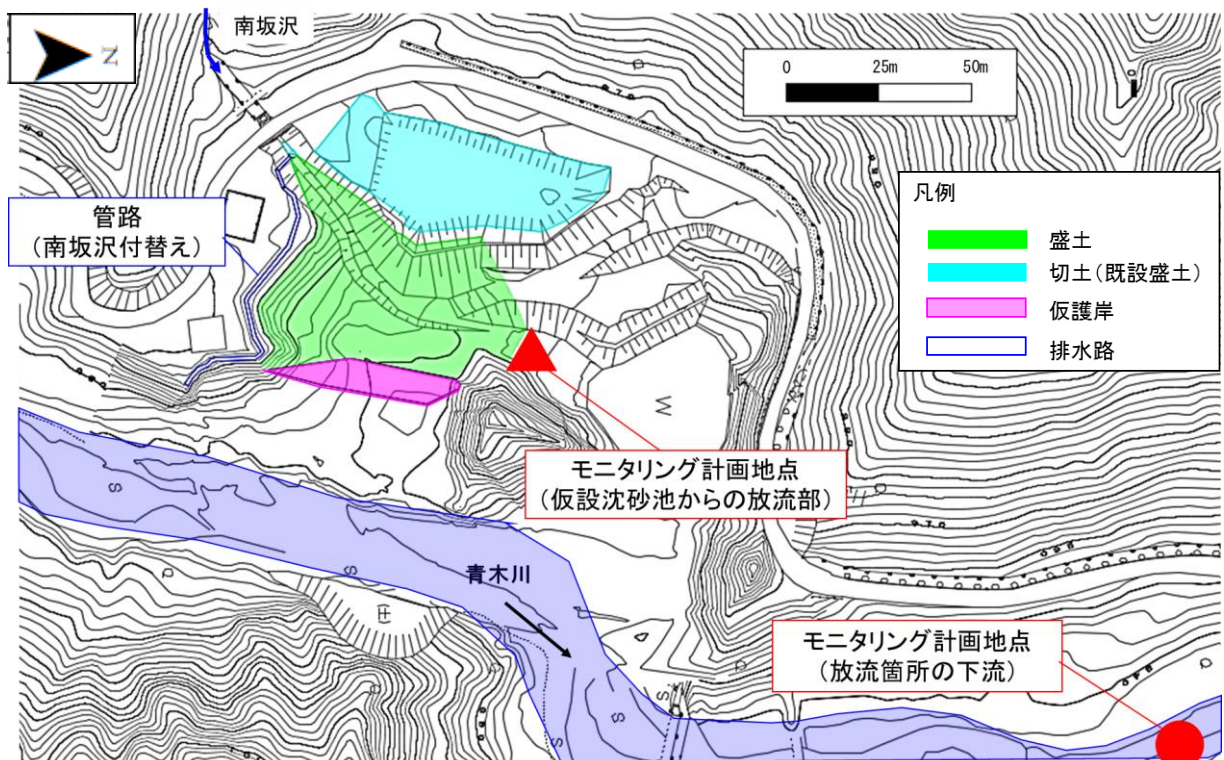 N
南坂沢
0 25m 50m
管路
(南坂沢付替え)
凡例
盛土
切土(既設盛土)
仮護岸
排水路
W
モニタリング計画地点
(仮設沈砂池からの放流部)
青木川
モニタリング計画地点
(放流箇所の下流)